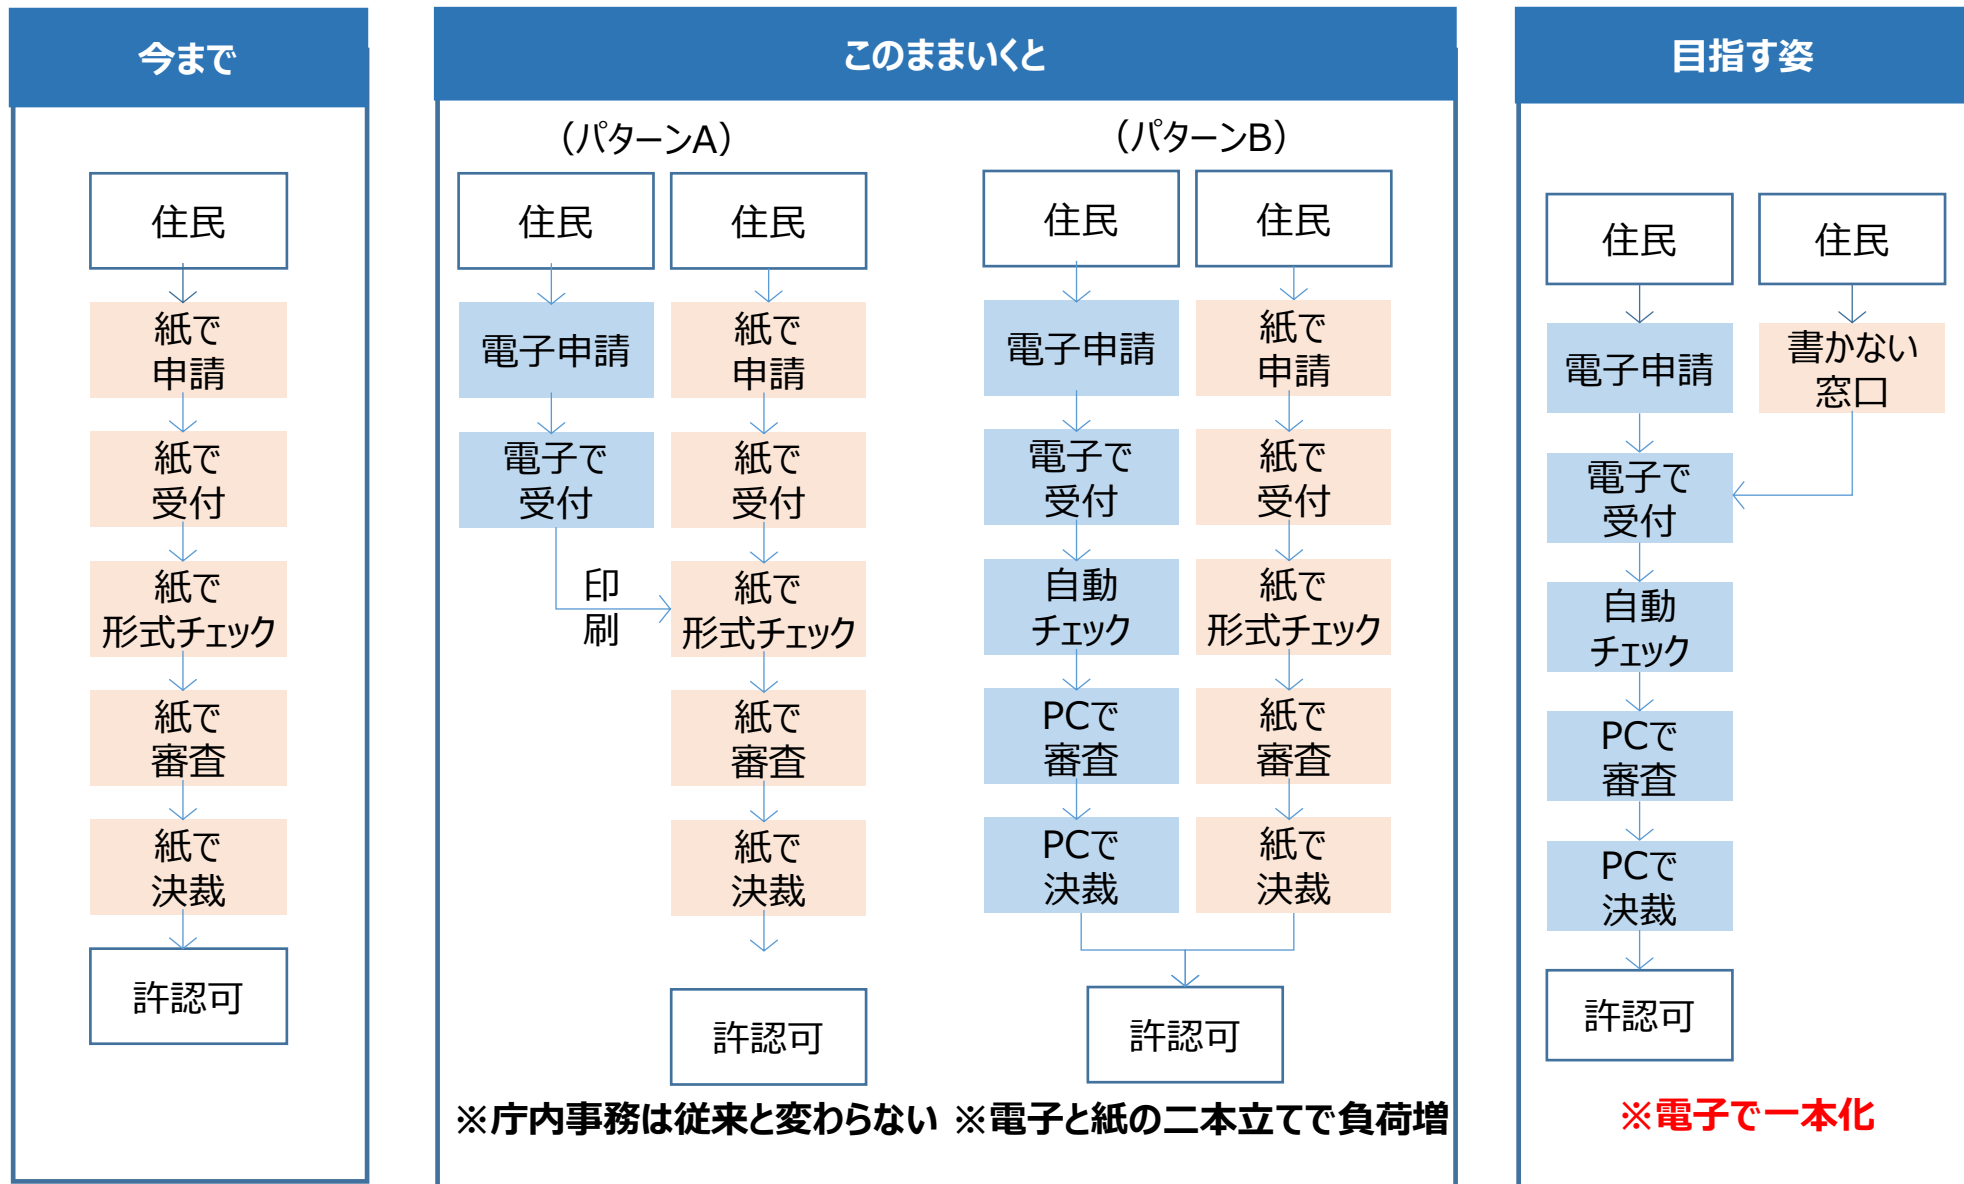 今まで
住民
紙で
申請
紙で
受付
紙で
形式チェック
紙で
審査
紙で
決裁
許認可
このままいくと
（パターンA）
住民
電子申請
電子で
受付
印
刷
住民
紙で
申請
紙で
受付
紙で
形式チェック
紙で
審査
紙で
決裁
許認可
※庁内事務は従来と変わらない
（パターンB）
住民
電子申請
電子で
受付
自動
チェック
PCで
審査
PCで
決裁
住民
紙で
申請
紙で
受付
紙で
形式チェック
紙で
審査
紙で
決裁
許認可
※電子と紙の二本立てで負荷増
目指す姿
住民
電子申請
住民
書かない
窓口
電子で
受付
自動
チェック
PCで
審査
PCで
決裁
許認可
※電子で一本化